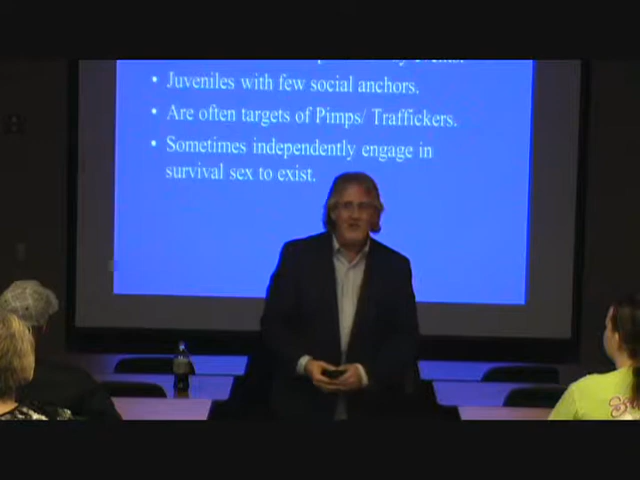 • Juveniles with few social anchors.
• Are often targets of Pimps/ Traffickers.
• Sometimes independently engage in
survival sex to exist.